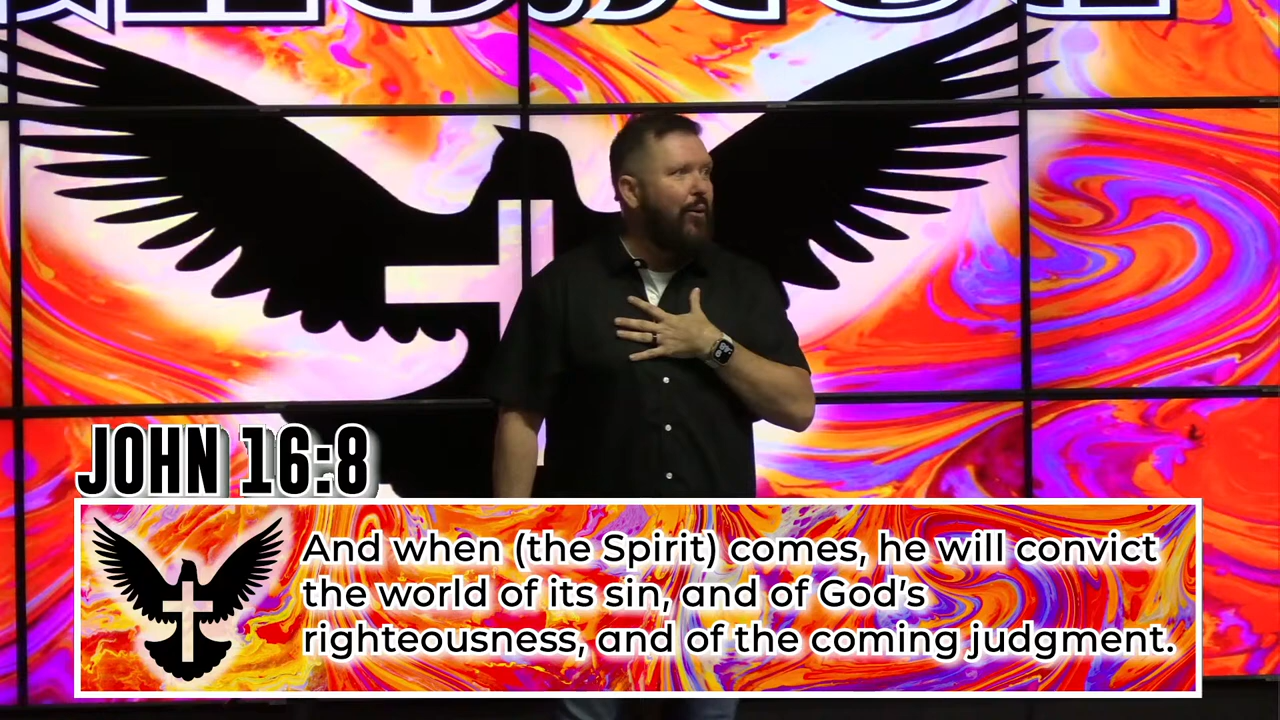 JOHN 16:8
And when (the Spirit) comes, he will convict
the world of its sin, and of God's
righteousness, and of the coming judgment.